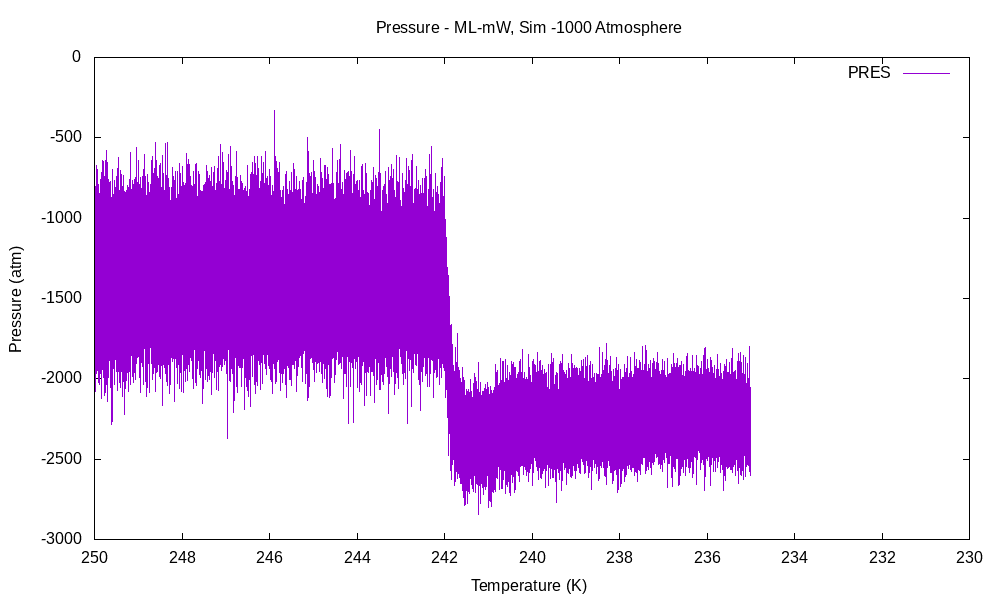 Pressure - ML-mW, Sim -1000 Atmosphere
PRES
0
-500
-1000
-1500
-2000
-2500
-3000
Pressure (atm)
250 248 246 244 242 240 238 236 234 232 230
Temperature (K)